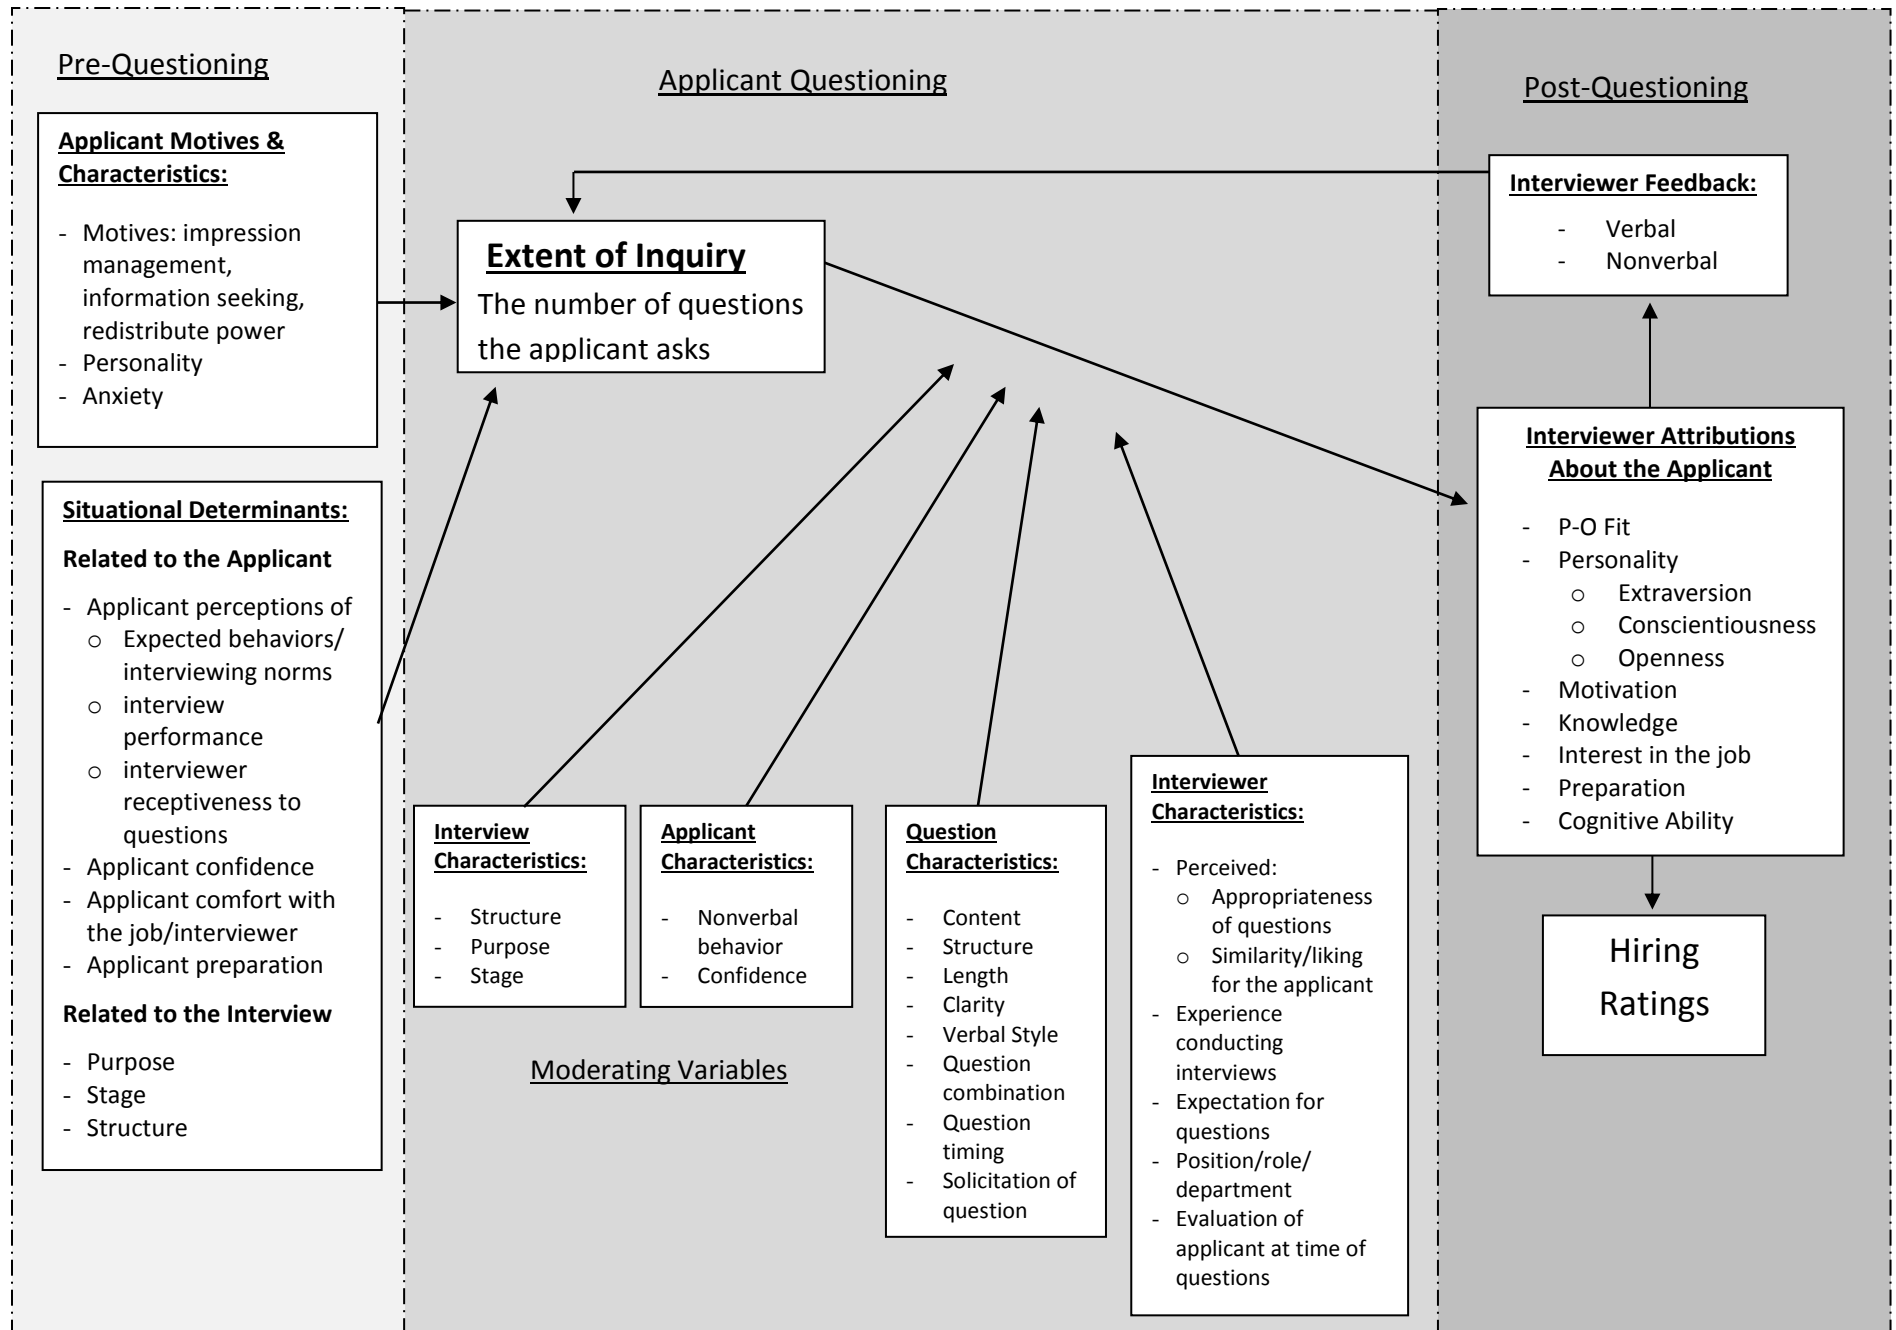 Pre-Questioning
Applicant Motives &
Characteristics:
- Motives: impression
management,
information seeking,
redistribute power
- Personality
- Anxiety
Situational Determinants:
Related to the Applicant
- Applicant perceptions of
o Expected behaviors/
interviewing norms
o interview
performance
o interviewer
receptiveness to
questions
- Applicant confidence
- Applicant comfort with
the job/interviewer
- Applicant preparation
Related to the Interview
- Purpose
- Stage
- Structure
Applicant Questioning
Extent of Inquiry
The number of questions
the applicant asks
Interview
Characteristics:
- Structure
- Purpose
- Stage
Applicant
Characteristics:
- Nonverbal
behavior
- Confidence
Question
Characteristics:
- Content
- Structure
- Length
- Clarity
- Verbal Style
- Question
combination
- Question
timing
- Solicitation of
question
Interviewer
Characteristics:
- Perceived:
o Appropriateness
of questions
o Similarity/liking
for the applicant
- Experience
conducting
interviews
- Expectation for
questions
- Position/role/
department
- Evaluation of
applicant at time of
questions
Moderating Variables
Post-Questioning
Interviewer Feedback:
- Verbal
- Nonverbal
Interviewer Attributions
About the Applicant
- P-O Fit
- Personality
o Extraversion
o Conscientiousness
o Openness
- Motivation
- Knowledge
- Interest in the job
- Preparation
- Cognitive Ability
Hiring
Ratings